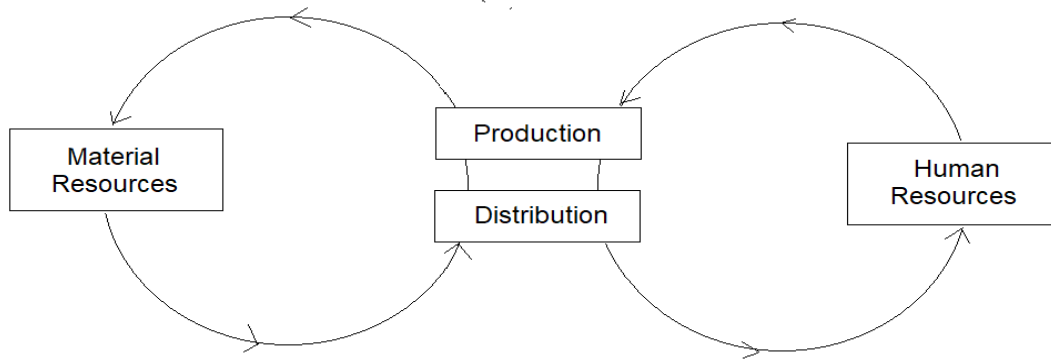 Material
Resources
Production
Distribution
Human
Resources